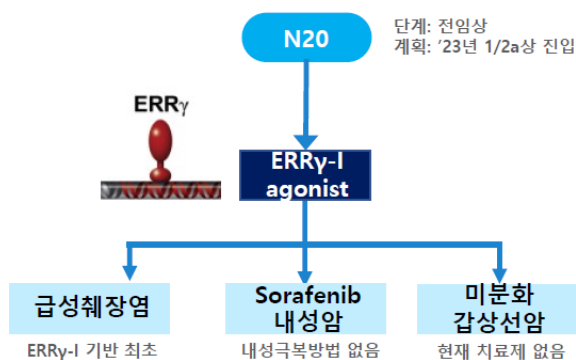 N20
단계: 전임상
계획: ’23년 1/2a상 진입
ERRγ
ERRγ-I
agonist
급성췌장염
Sorafenib
내성암
미분화
갑상선암
ERRγ-I 기반 최초
내성극복방법 없음
현재 치료제 없음